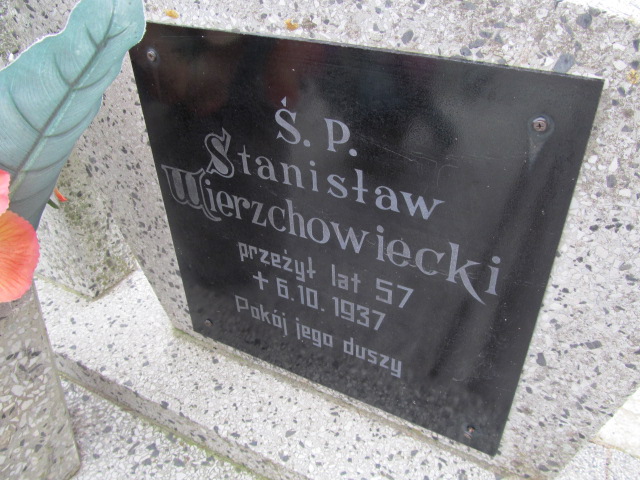 Ś. P.
Stanisław
Wierzchowiecki
przeżył lat 57
+ 6.10.1937
Pokój jego duszy